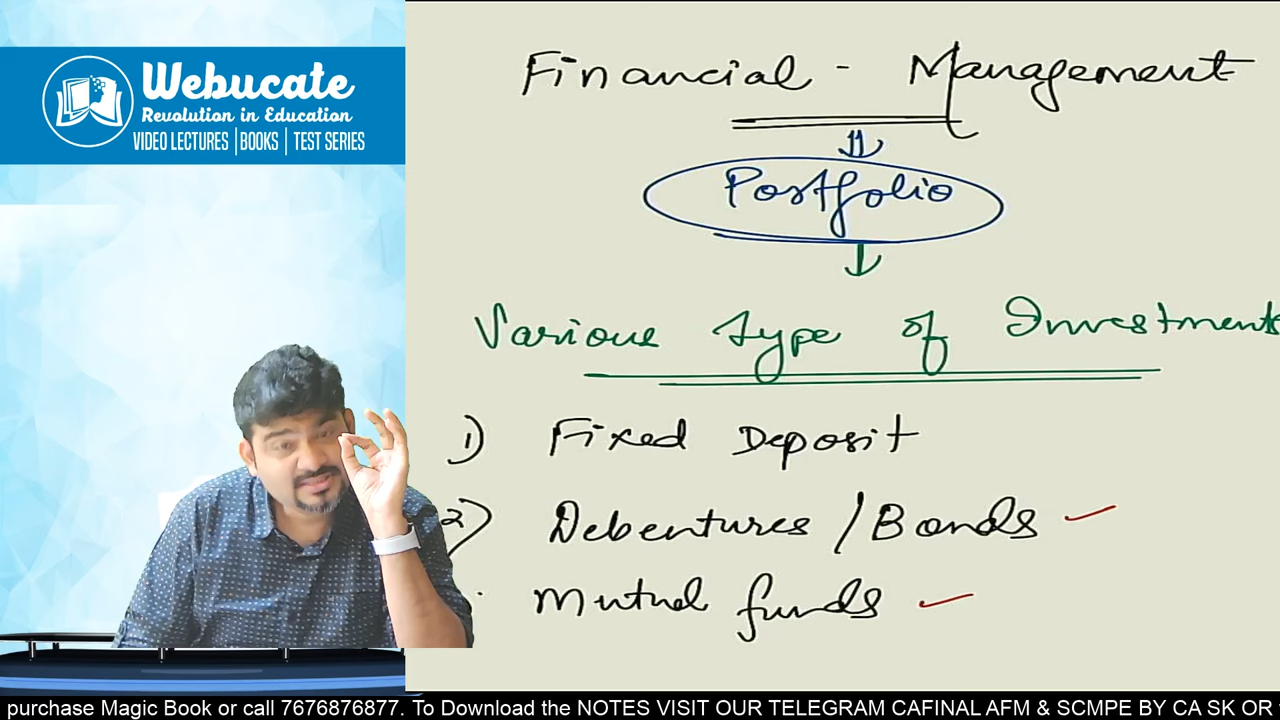 Webucate
Revolution in Education
VIDEO LECTURES | BOOKS | TEST SERIES
Financial - Management
Portfolio
Various type of Investments
1) Fixed Deposit
2) Debentures / Bonds
Mutual funds
purchase Magic Book or call 7676876877. To Download the NOTES VISIT OUR TELEGRAM CAFINAL AFM & SCMPE BY CA SK OR